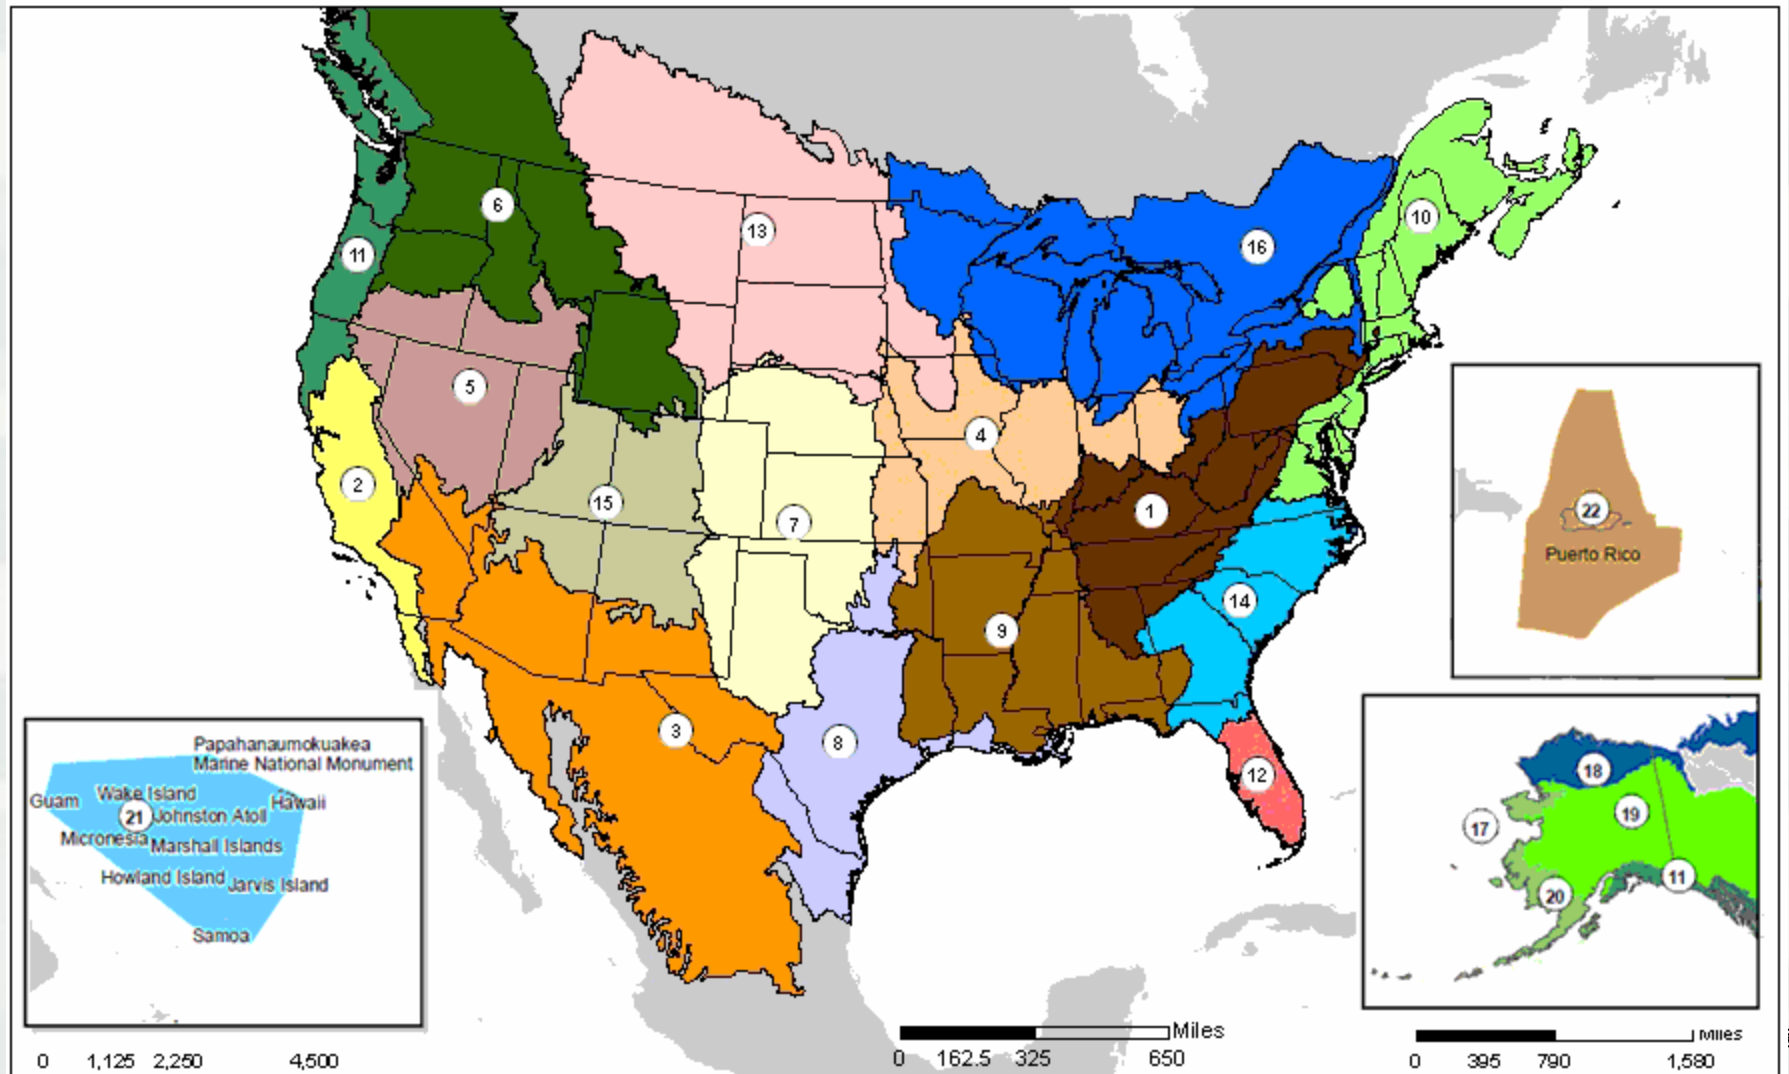 6
10
11
13
16
5
4
2
15
7
1
22
Puerto Rico
14
9
3
8
12
Papahanaumokuakea
Marine National Monument
Guam
Wake Island
Hawaii
21
Johnston Atoll
Micronesia
Marshall Islands
Howland Island
Jarvis Island
Samoa
18
19
17
20
11
0 1,125 2,250 4,500
Miles
0 162.5 325 650
Miles
0 395 790 1,580